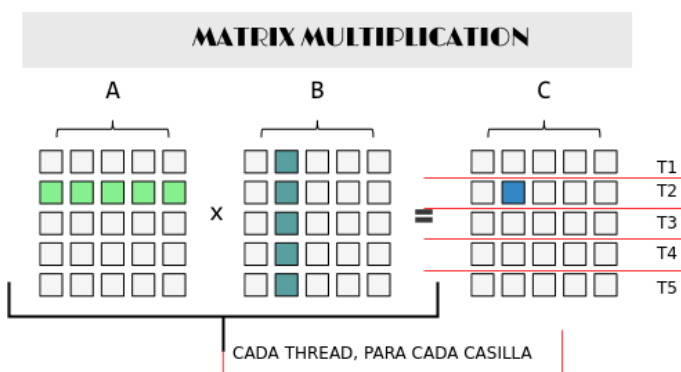 MATRIX MULTIPLICATION
A B C
T1
T2
x =
T3
T4
T5
CADA THREAD, PARA CADA CASILLA